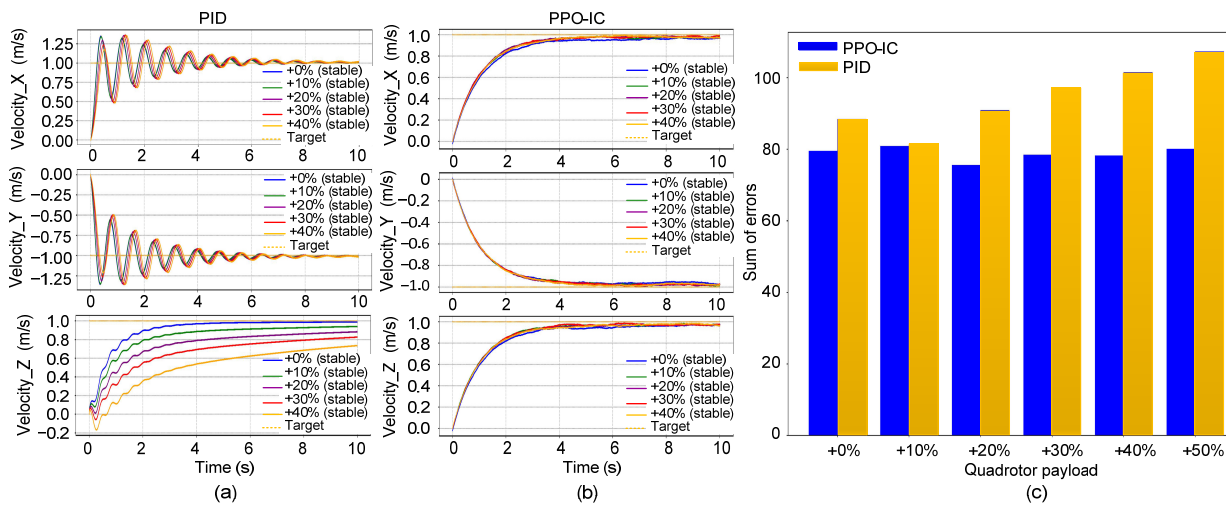 PID
Velocity_X (m/s)
1.25
1.00
0.75
0.50
0.25
0.00
+0% (stable)
+10% (stable)
+20% (stable)
+30% (stable)
+40% (stable)
Target
0 2 4 6 8 10
Velocity_Y (m/s)
0.00
−0.25
−0.50
−0.75
−1.00
−1.25
+0% (stable)
+10% (stable)
+20% (stable)
+30% (stable)
+40% (stable)
Target
0 2 4 6 8 10
Velocity_Z (m/s)
1.0
0.8
0.6
0.4
0.2
0.0
−0.2
+0% (stable)
+10% (stable)
+20% (stable)
+30% (stable)
+40% (stable)
Target
0 2 4 6 8 10
Time (s)
(a)
PPO-IC
Velocity_X (m/s)
1.0
0.8
0.6
0.4
0.2
0.0
+0% (stable)
+10% (stable)
+20% (stable)
+30% (stable)
+40% (stable)
Target
0 2 4 6 8 10
Velocity_Y (m/s)
0
−0.2
−0.4
−0.6
−0.8
−1.0
+0% (stable)
+10% (stable)
+20% (stable)
+30% (stable)
+40% (stable)
Target
0 2 4 6 8 10
Velocity_Z (m/s)
1.0
0.8
0.6
0.4
0.2
0.0
+0% (stable)
+10% (stable)
+20% (stable)
+30% (stable)
+40% (stable)
Target
0 2 4 6 8 10
Time (s)
(b)
PPO-IC
PID
Sum of errors
100
80
60
40
20
0
+0% +10% +20% +30% +40% +50%
Quadrotor payload
(c)